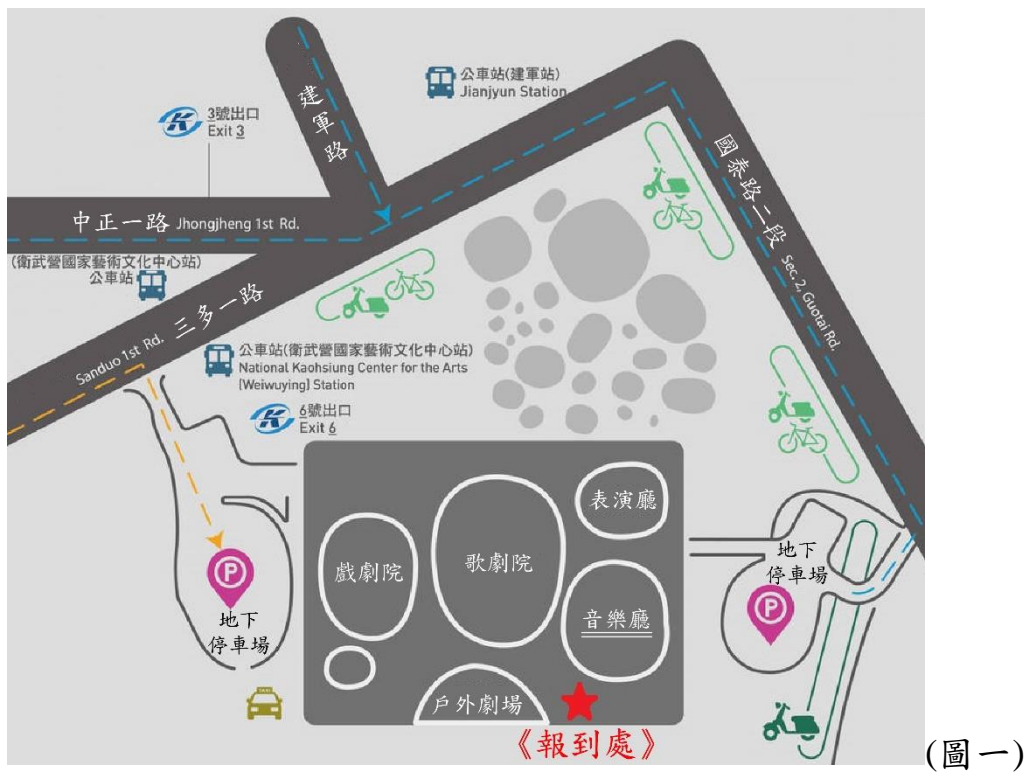 公車站(建軍站)
Jianjyun Station
建軍路
3號出口
Exit 3
國泰路二段 Sec. 2, Guotai Rd.
中正一路 Jhongjheng 1st Rd.
(衛武營國家藝術文化中心站)
公車站
三多一路
Sanduo 1st Rd.
公車站(衛武營國家藝術文化中心站)
National Kaohsiung Center for the Arts
(Weiwuying) Station
6號出口
Exit 6
表演廳
歌劇院
戲劇院
音樂廳
地下
停車場
P
P
地下
停車場
TAXI
戶外劇場
《報到處》
(圖一)